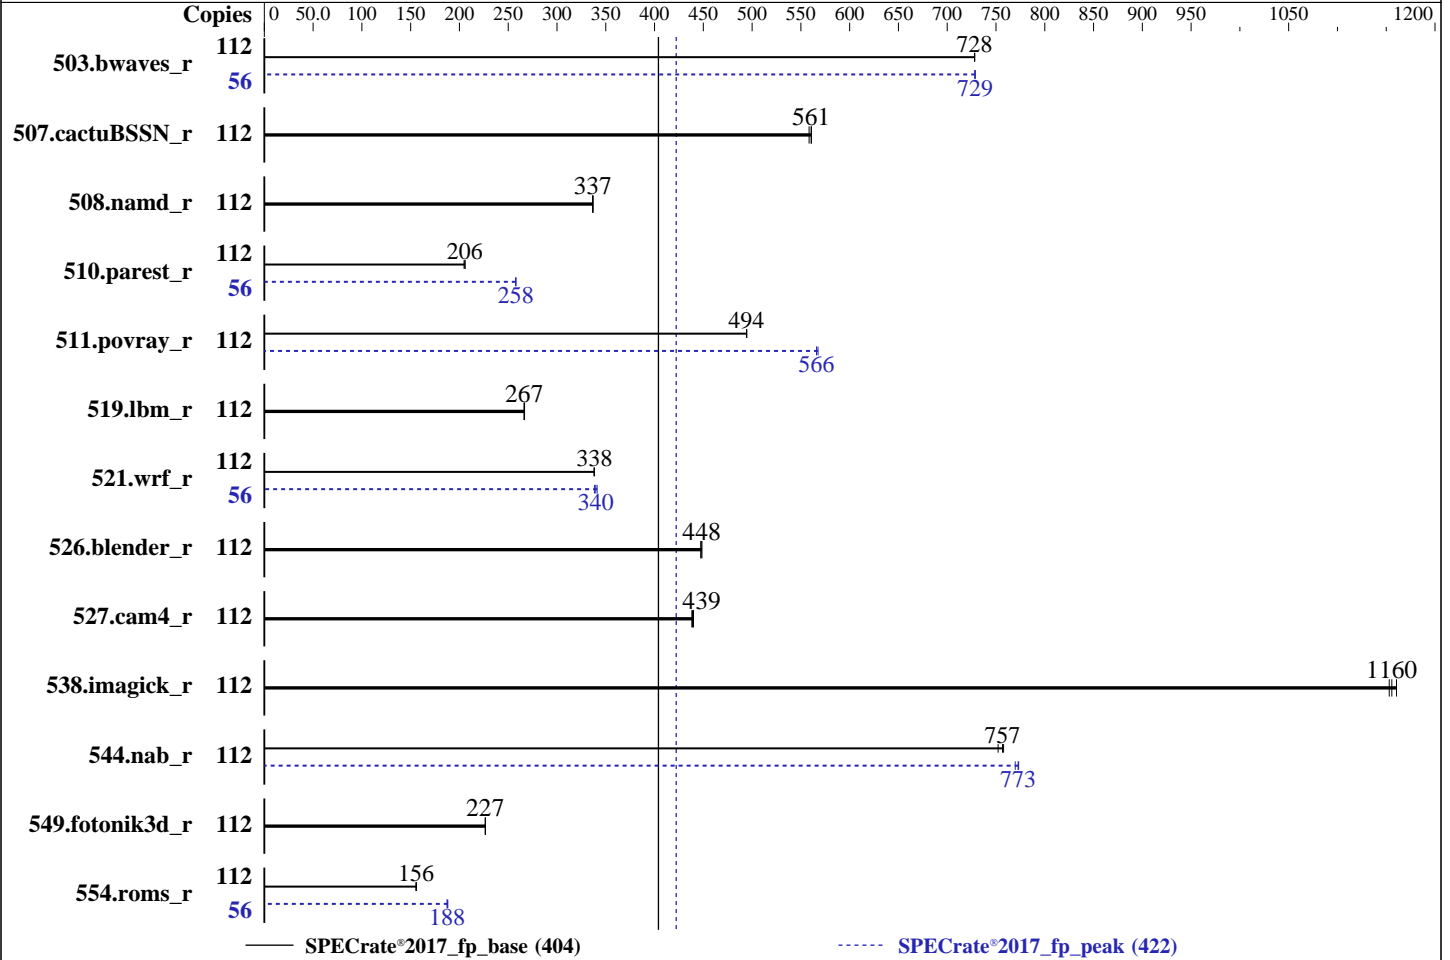 Copies 0 50.0 100 150 200 250 300 350 400 450 500 550 600 650 700 750 800 850 900 950 1050 1200
503.bwaves_r 112 728
56 729
507.cactuBSSN_r 112 561
508.namd_r 112 337
510.parest_r 112 206
56 258
511.povray_r 112 494
566
519.lbm_r 112 267
521.wrf_r 112 338
56 340
526.blender_r 112 448
527.cam4_r 112 439
538.imagick_r 112 1160
544.nab_r 112 757
773
549.fotonik3d_r 112 227
554.roms_r 112 156
56 188
SPECrate®2017_fp_base (404) SPECrate®2017_fp_peak (422)